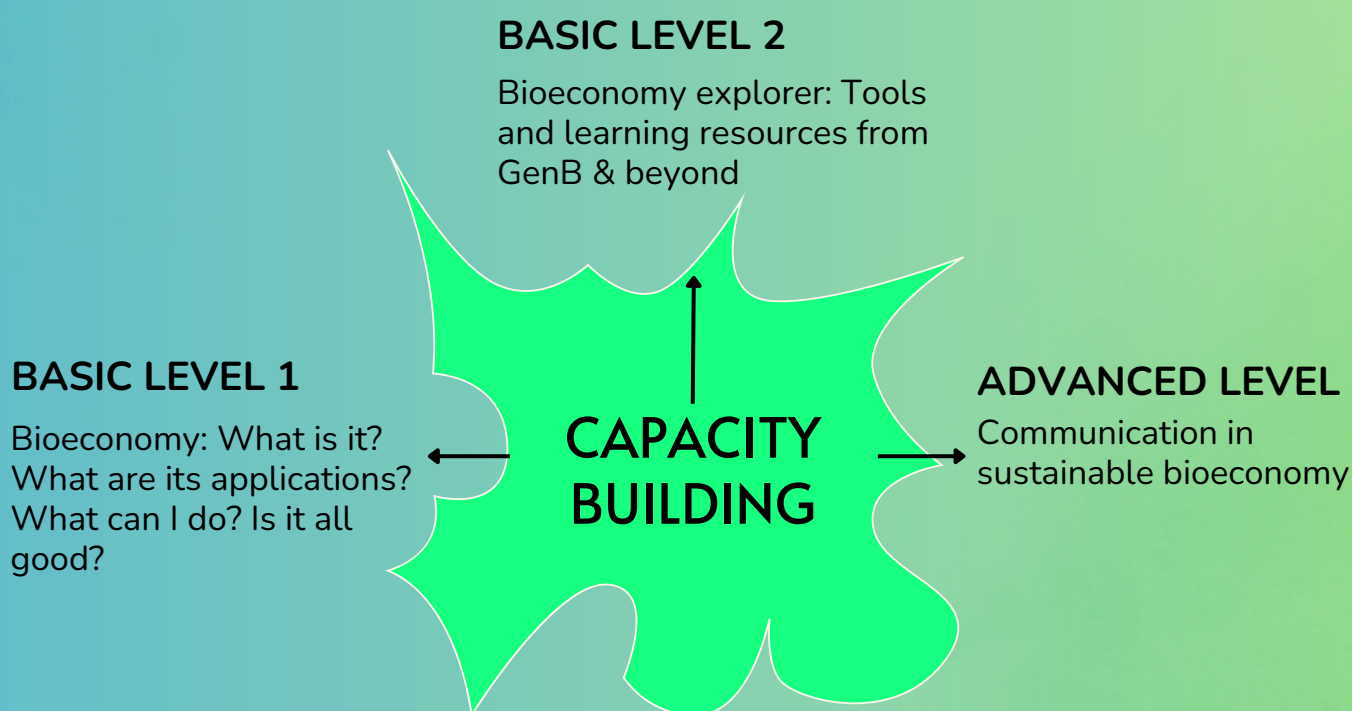 BASIC LEVEL 2
Bioeconomy explorer: Tools
and learning resources from
GenB & beyond
BASIC LEVEL 1
Bioeconomy: What is it?
What are its applications?
What can I do? Is it all
good?
CAPACITY
BUILDING
ADVANCED LEVEL
Communication in
sustainable bioeconomy